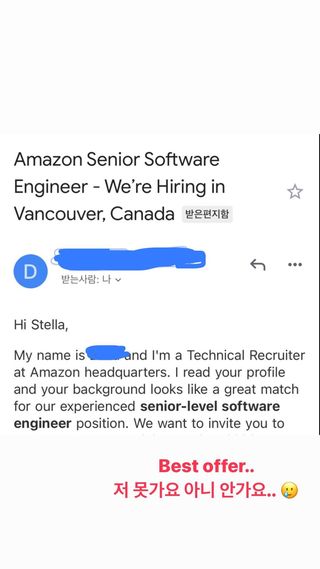 Amazon Senior Software
Engineer - We're Hiring in
Vancouver, Canada 받은편지함
D
받는사람: 나
Hi Stella,
My name is and I'm a Technical Recruiter
at Amazon headquarters. I read your profile
and your background looks like a great match
for our experienced senior-level software
engineer position. We want to invite you to
Best offer..
저 못가요 아니 안가요.. 🥲